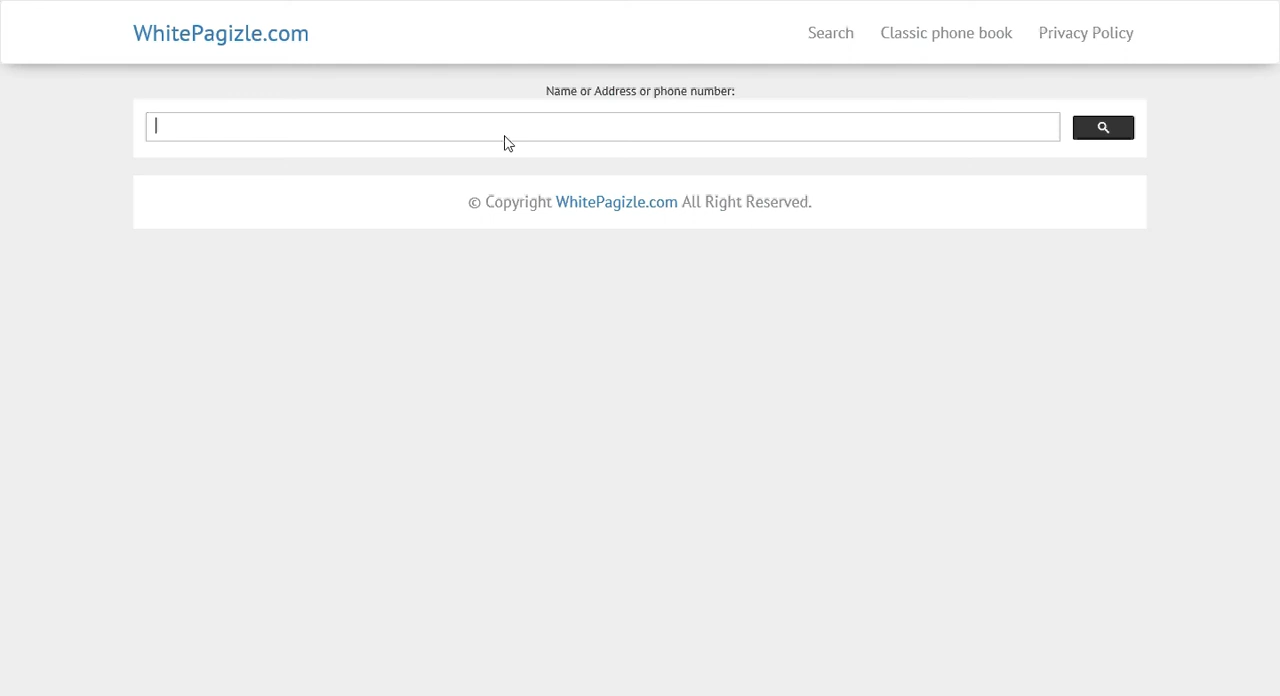 WhitePagizle.com
Search Classic phone book Privacy Policy
Name or Address or phone number:
© Copyright WhitePagizle.com All Right Reserved.